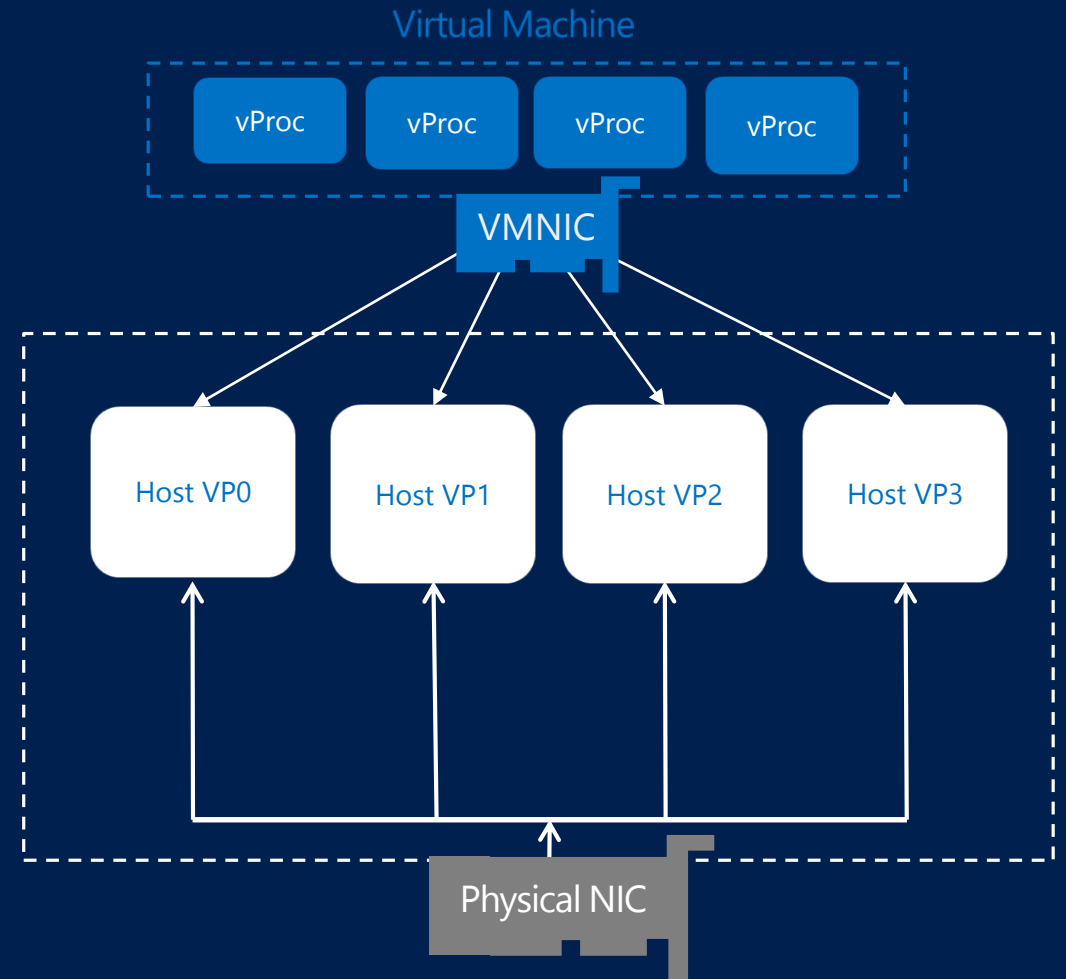 Virtual Machine
vProc
vProc
vProc
vProc
VMNIC
Host VP0
Host VP1
Host VP2
Host VP3
Physical NIC